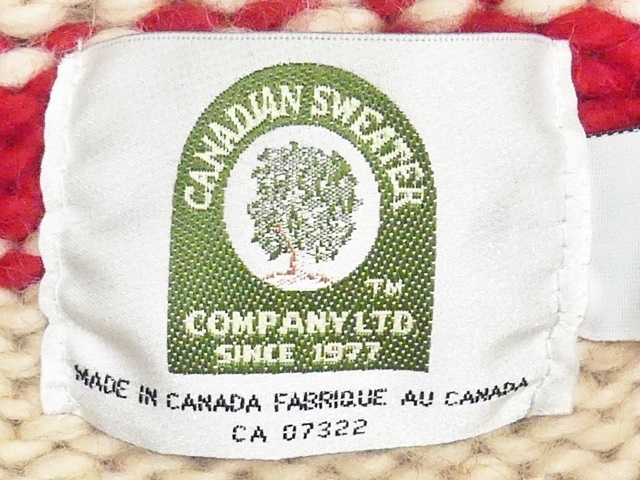 CANADIAN SWEATER
TM
COMPANY LTD
SINCE 1977
MADE IN CANADA FABRIQUE AU CANADA
CA 07322